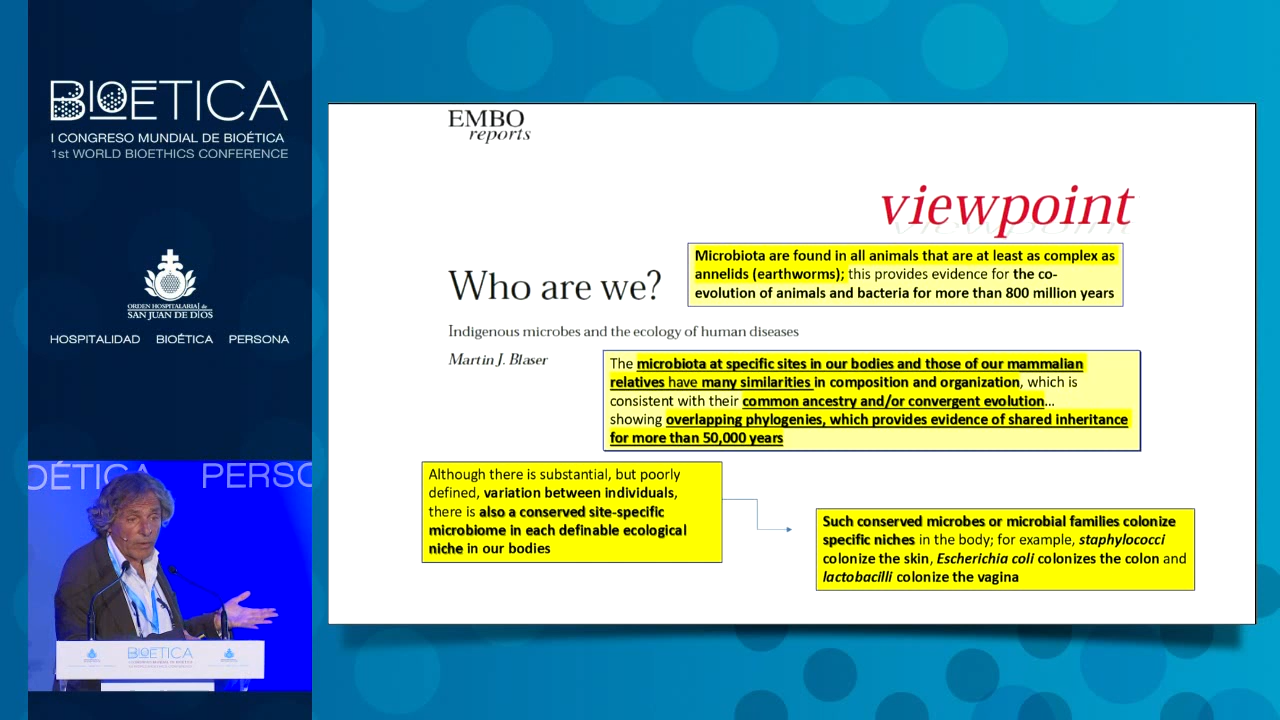 BIOETICA
I CONGRESO MUNDIAL DE BIOÉTICA
1st WORLD BIOETHICS CONFERENCE
ORDEN HOSPITALARIA de
SAN JUAN DE DIOS
HOSPITALIDAD BIOÉTICA PERSONA
OÉTICA PERSO
BIOETICA
EMBO
reports
viewpoint
Microbiota are found in all animals that are at least as complex as
annelids (earthworms); this provides evidence for the co-
evolution of animals and bacteria for more than 800 million years
Who are we?
Indigenous microbes and the ecology of human diseases
Martin J. Blaser
The microbiota at specific sites in our bodies and those of our mammalian
relatives have many similarities in composition and organization, which is
consistent with their common ancestry and/or convergent evolution...
showing overlapping phylogenies, which provides evidence of shared inheritance
for more than 50,000 years
Although there is substantial, but poorly
defined, variation between individuals,
there is also a conserved site-specific
microbiome in each definable ecological
niche in our bodies
Such conserved microbes or microbial families colonize
specific niches in the body; for example, staphylococci
colonize the skin, Escherichia coli colonizes the colon and
lactobacilli colonize the vagina